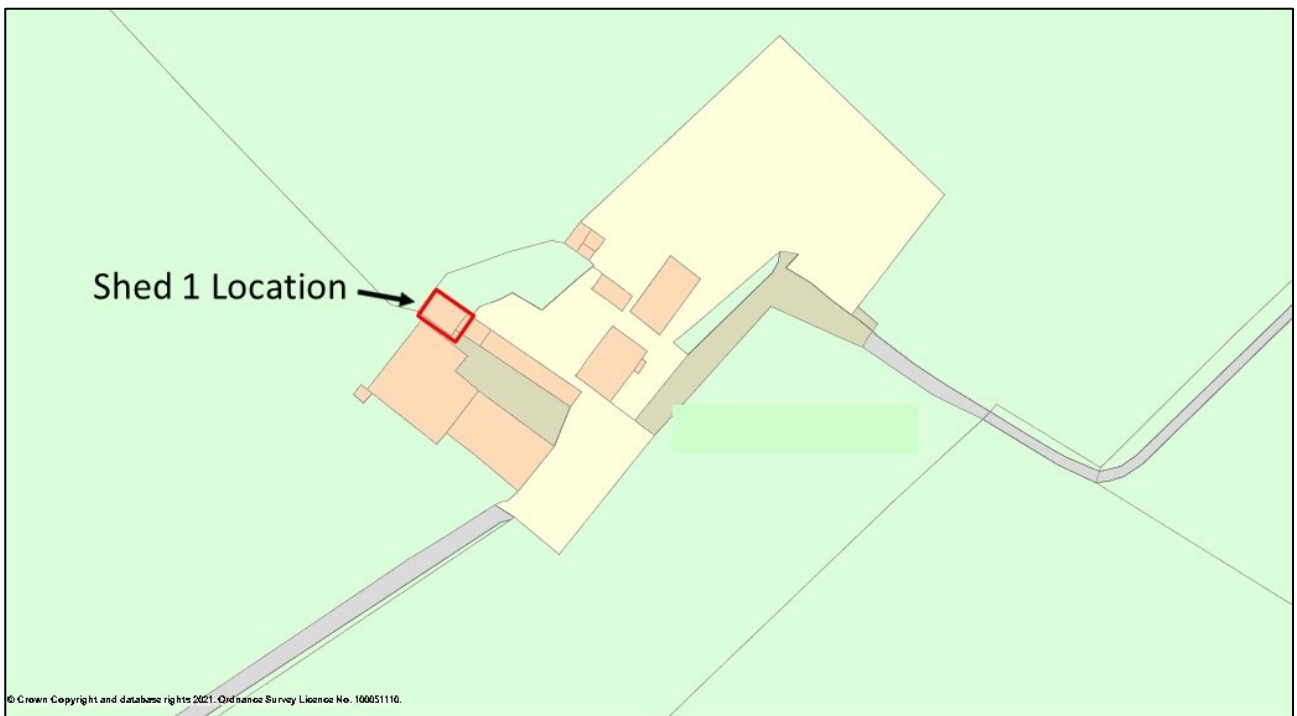 Shed 1 Location
© Crown Copyright and database rights 2021. Ordnance Survey Licence No. 100051110.